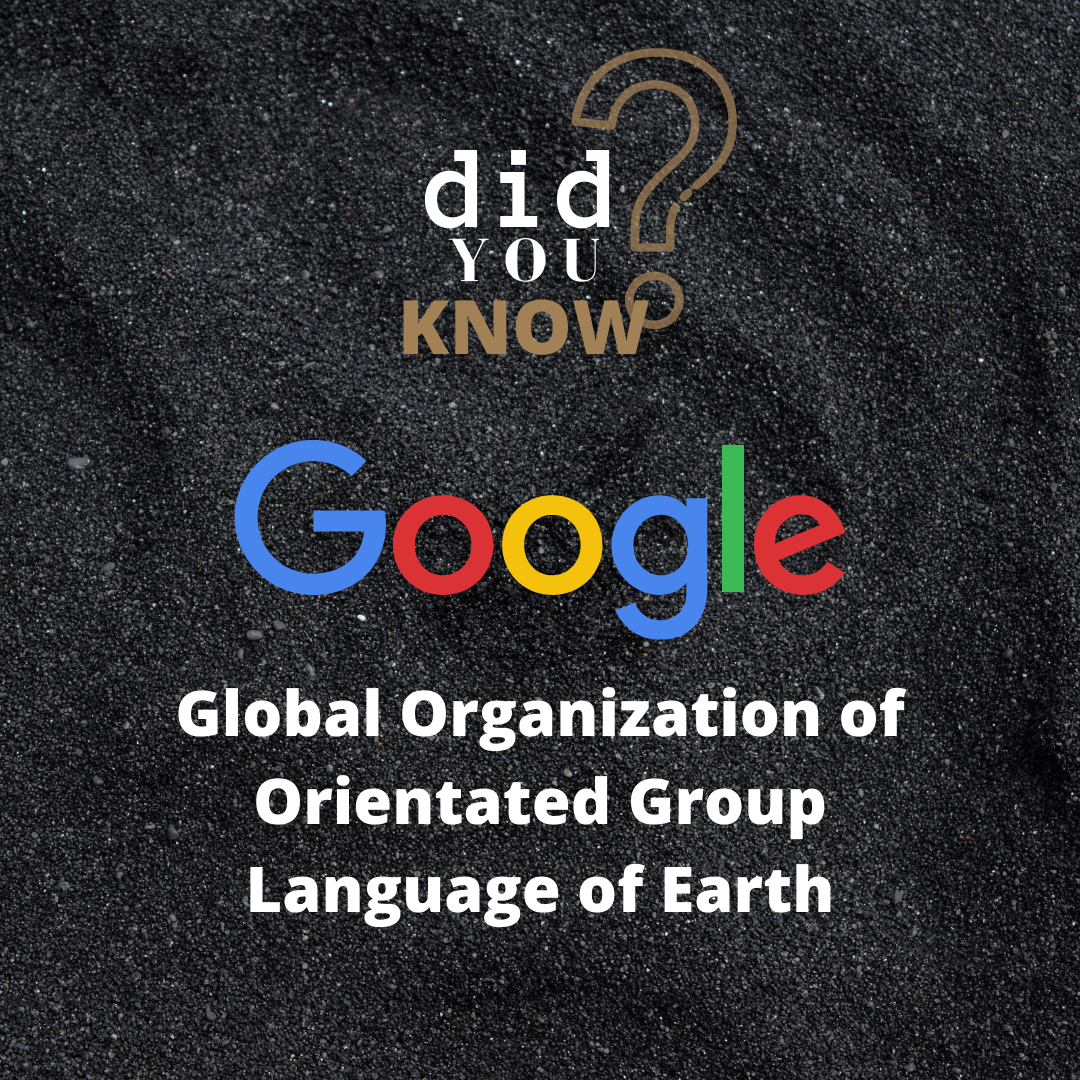 did
YOU
KNOW?
Google
Global Organization of
Orientated Group
Language of Earth